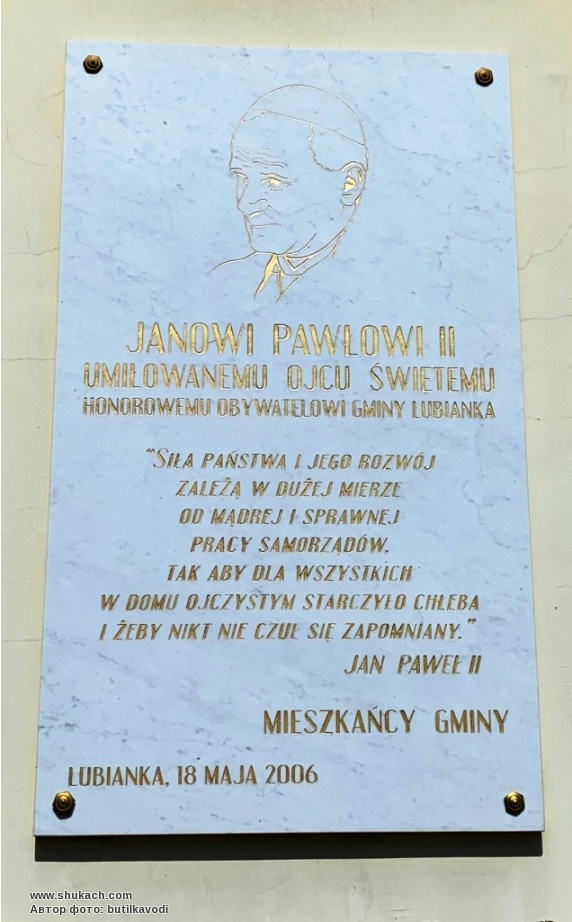 JANOWI PAWŁOWI II
UMIŁOWANEMU OJCU ŚWIĘTEMU
HONOROWEMU OBYWATELOWI GMINY ŁUBIANKA
"SIŁA PAŃSTWA I JEGO ROZWÓJ
ZALEŻĄ W DUŻEJ MIERZE
OD MĄDREJ I SPRAWNEJ
PRACY SAMORZĄDÓW,
TAK ABY DLA WSZYSTKICH
W DOMU OJCZYSTYM STARCZYŁO CHLEBA
I ŻEBY NIKT NIE CZUŁ SIĘ ZAPOMNIANY."
JAN PAWEŁ II
MIESZKAŃCY GMINY
ŁUBIANKA, 18 MAJA 2006
www.shukach.com
Автор фото: butilkavodi